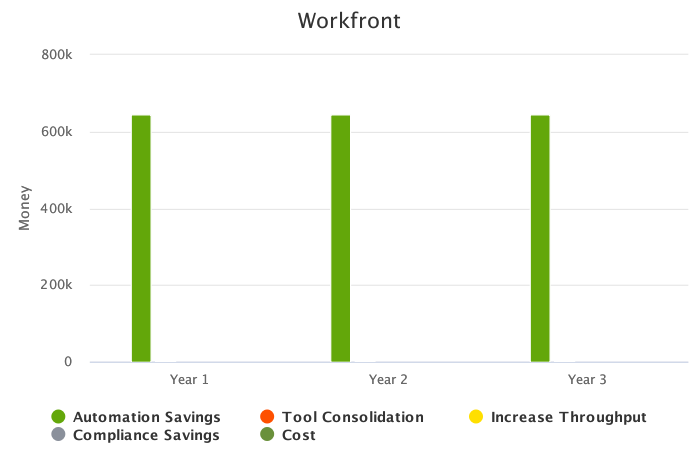 Workfront
800k
600k
400k
200k
0
Money
Year 1 Year 2 Year 3
Automation Savings Tool Consolidation Increase Throughput
Compliance Savings Cost